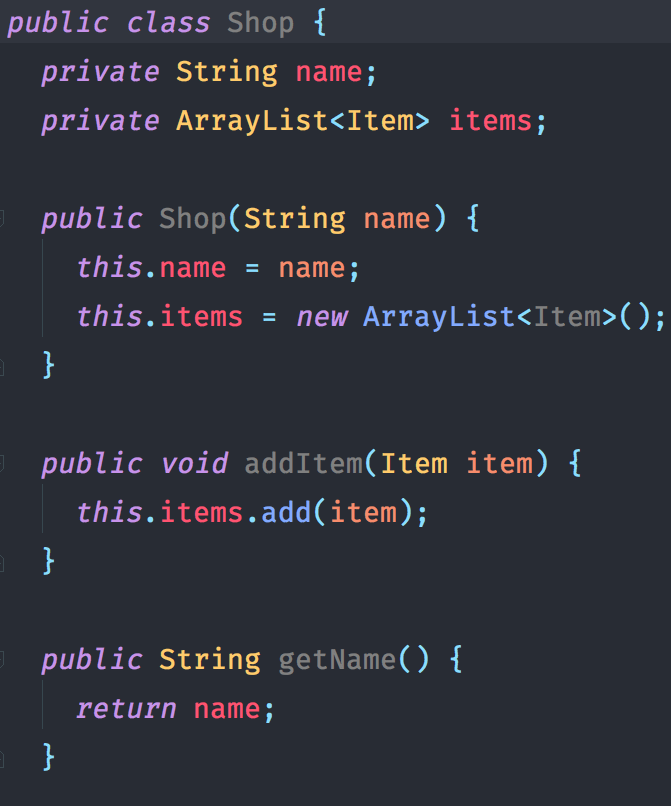 public class Shop {
private String name;
private ArrayList<Item> items;
public Shop(String name) {
this.name = name;
this.items = new ArrayList<Item>();
}
public void addItem(Item item) {
this.items.add(item);
}
public String getName() {
return name;
}